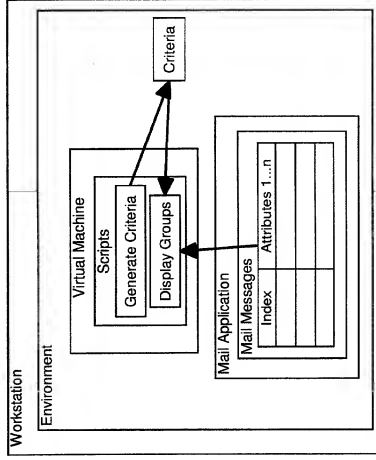 Workstation
Environment
Virtual Machine
Scripts
Generate Criteria
Display Groups
Criteria
Mail Application
Mail Messages
Index
Attributes 1...n